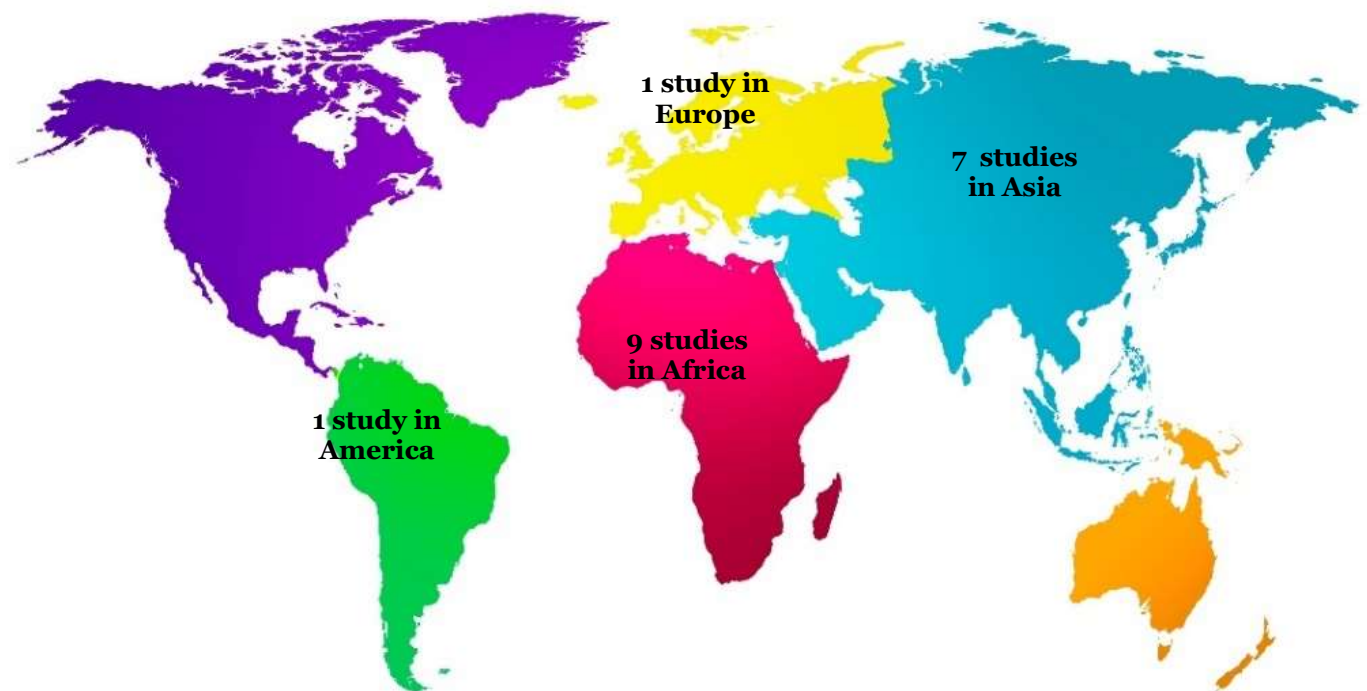 1 study in
Europe
7 studies
in Asia
9 studies
in Africa
1 study in
America